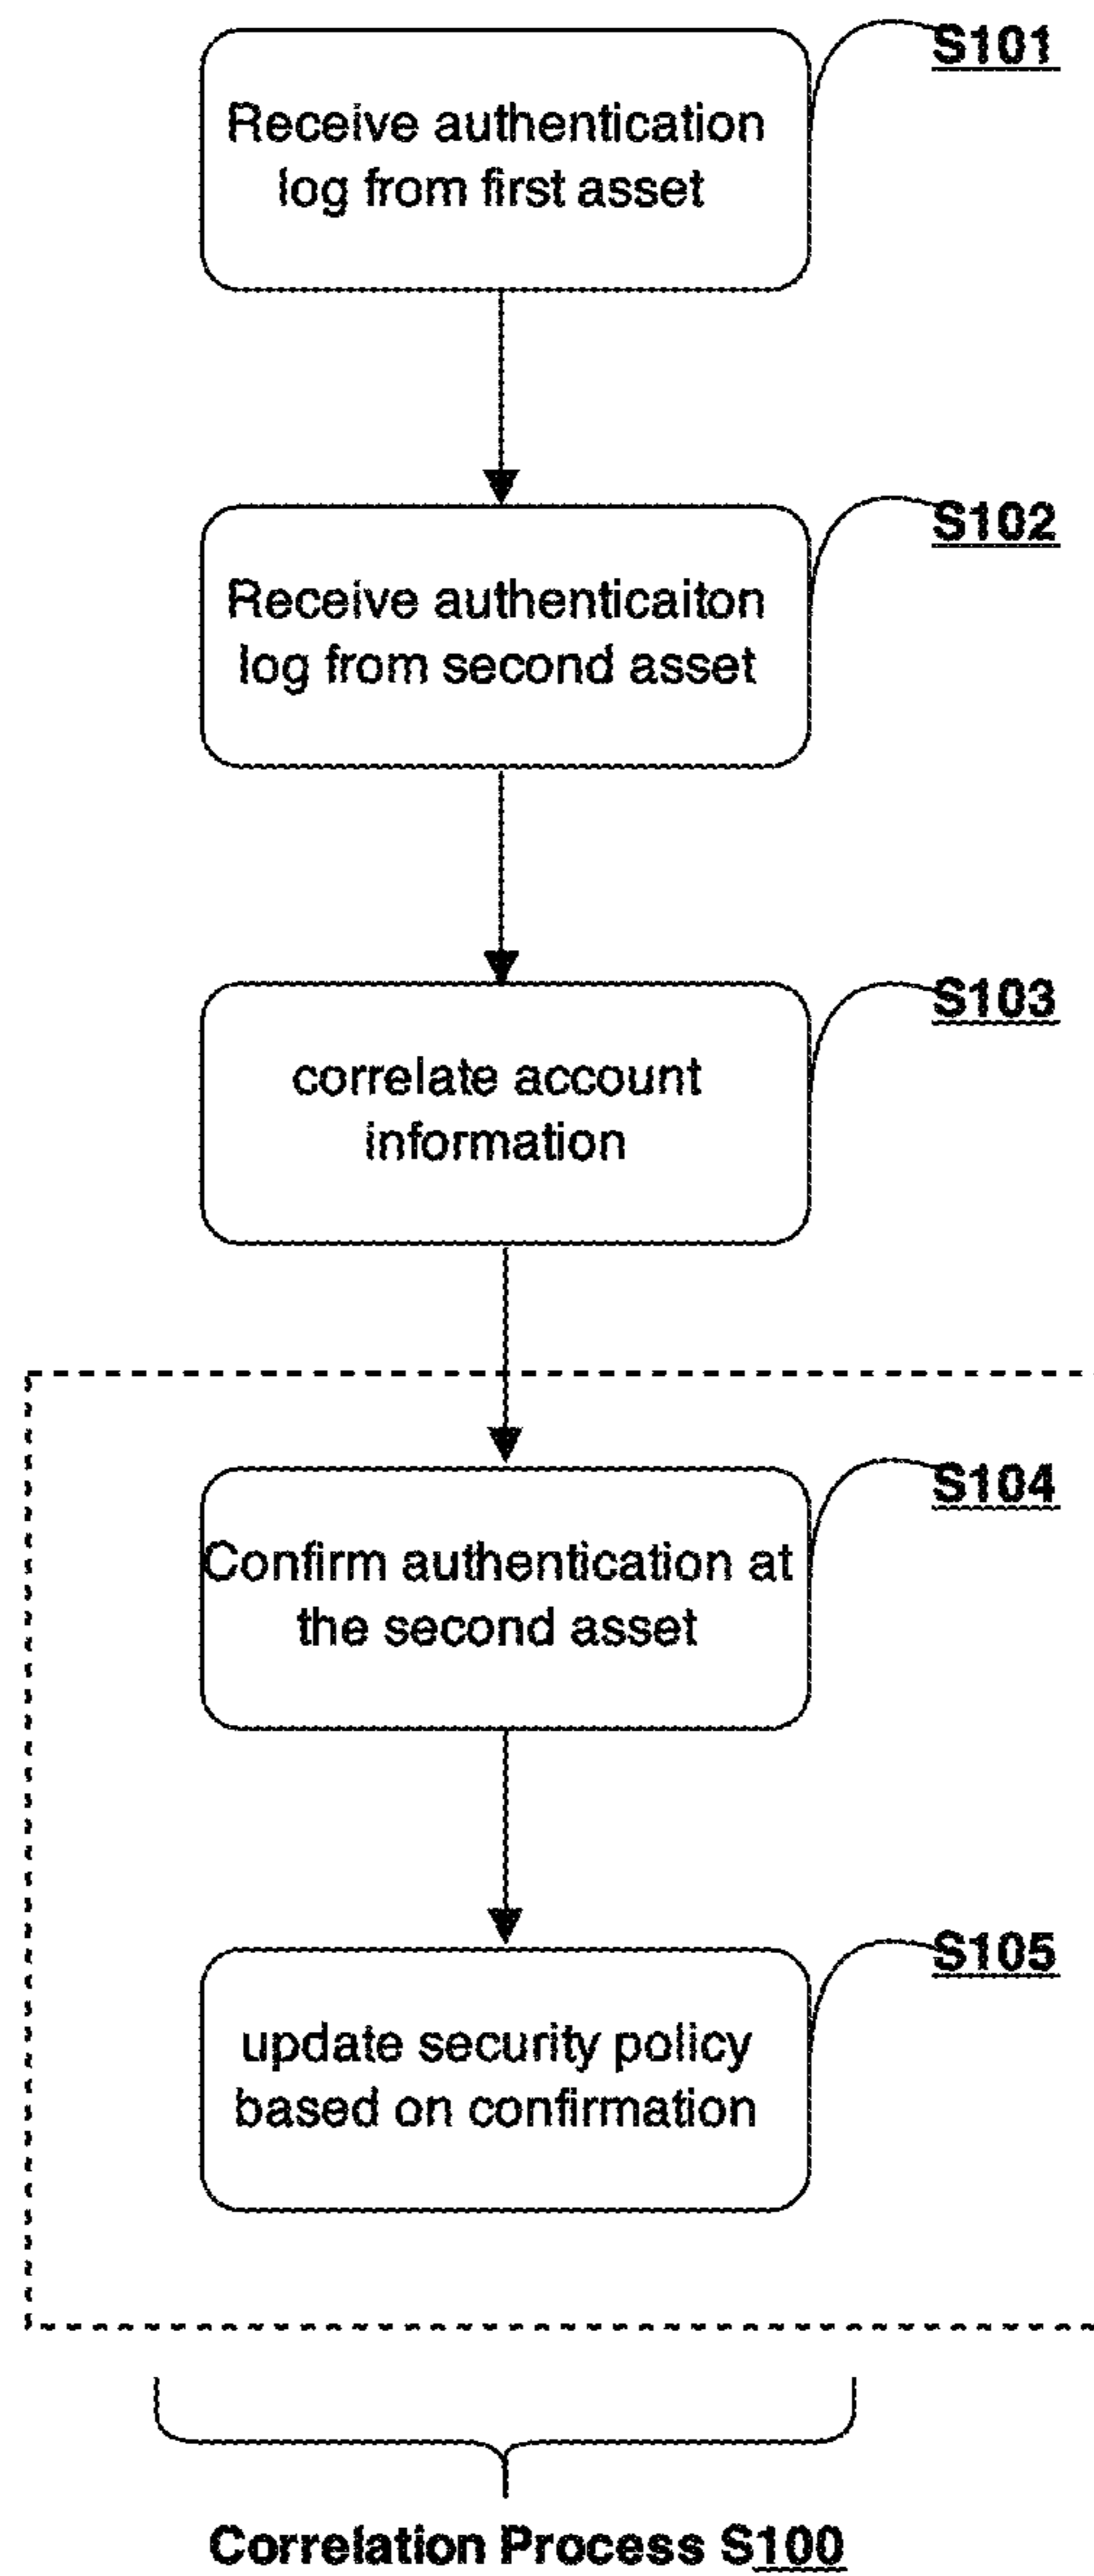 S101
Receive authentication
log from first asset
S102
Receive authenticaiton
log from second asset
S103
correlate account
information
S104
Confirm authentication at
the second asset
S105
update security policy
based on confirmation
Correlation Process S100